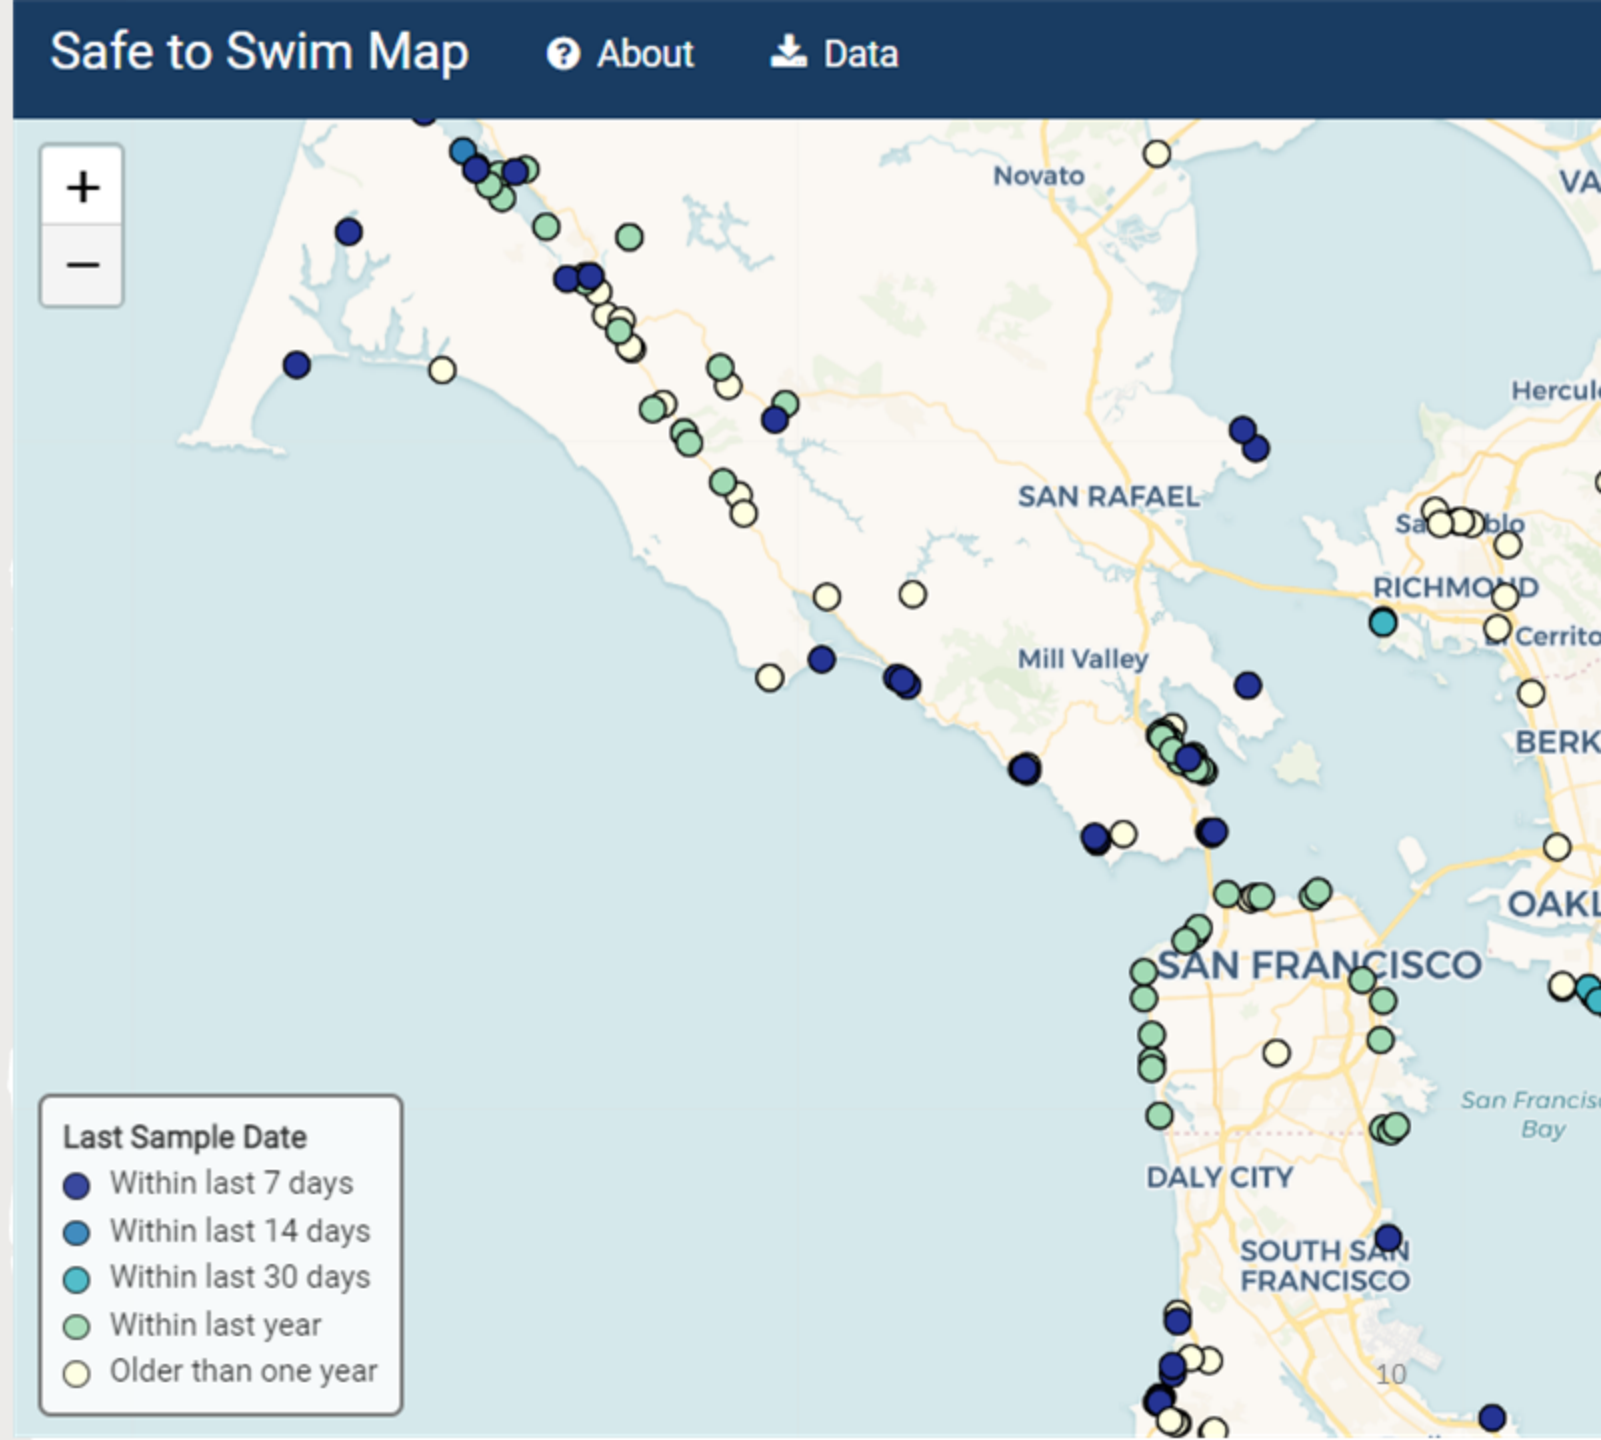 Safe to Swim Map
? About
Data
+
−
Novato
VA
Hercul
SAN RAFAEL
RICHMOND
Cerrito
Mill Valley
BERK
OAKL
SAN FRANCISCO
San Francis
Bay
DALY CITY
SOUTH SAN
FRANCISCO
10
Last Sample Date
Within last 7 days
Within last 14 days
Within last 30 days
Within last year
Older than one year